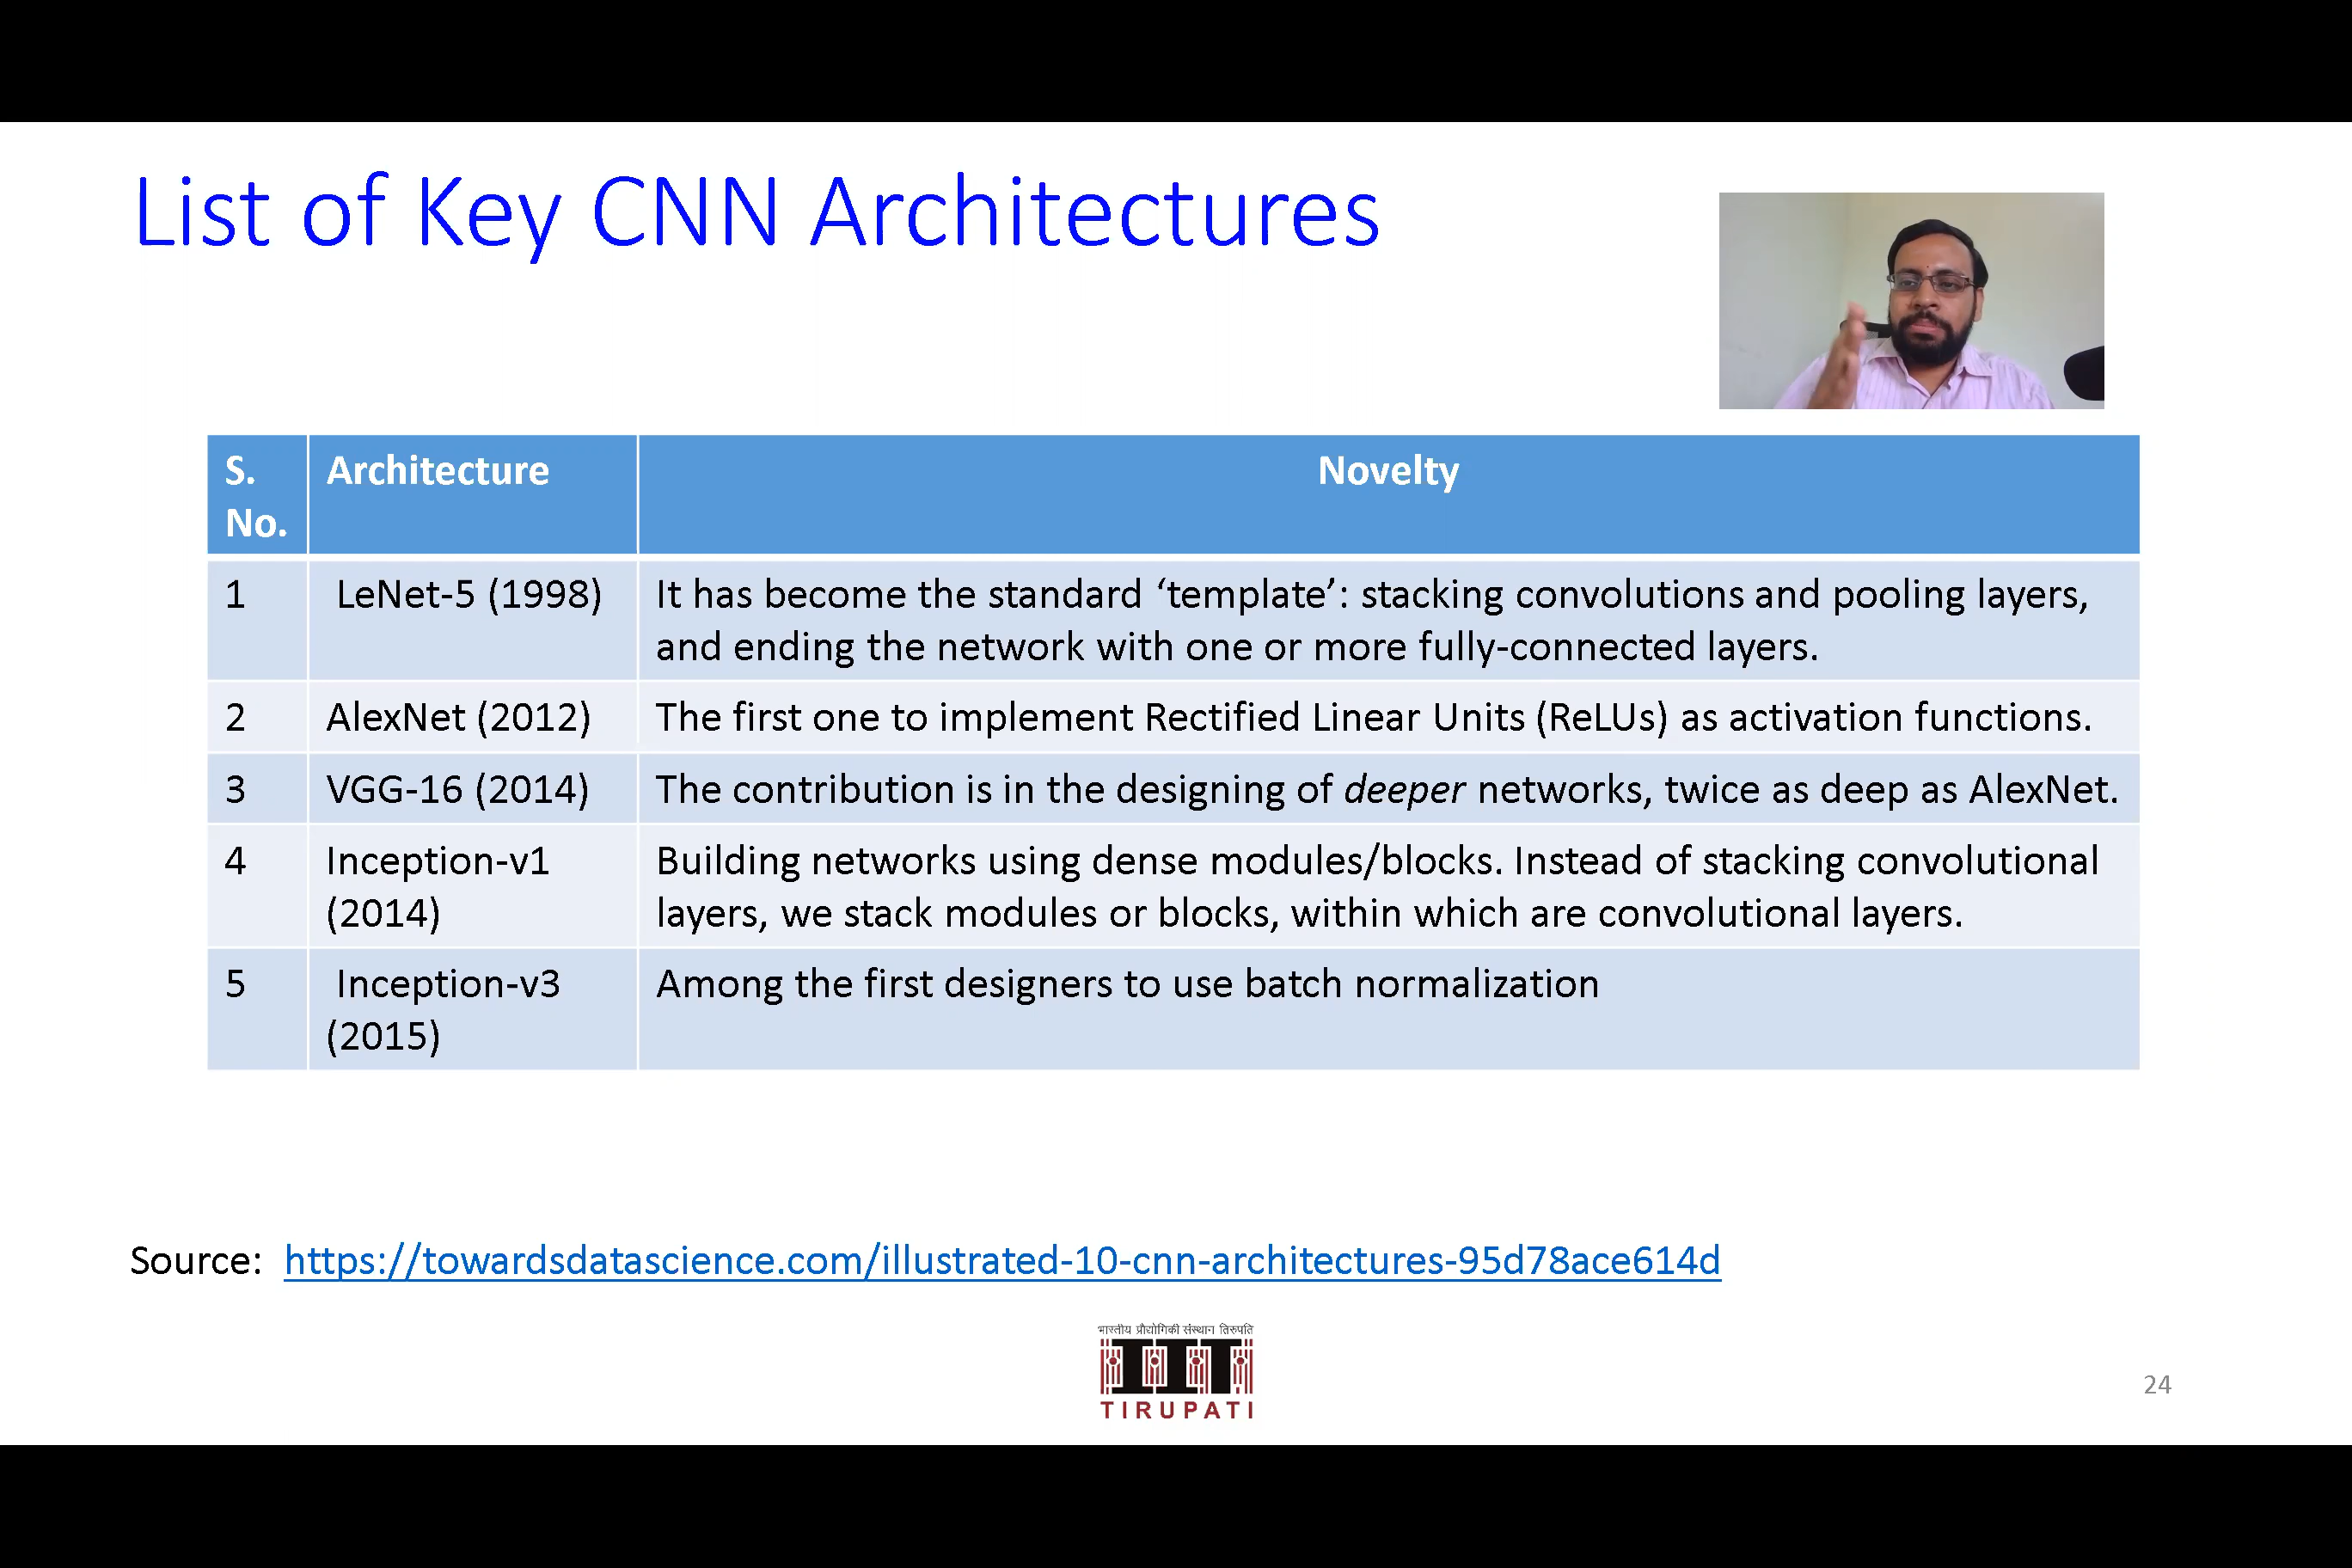 List of Key CNN Architectures
S. No. Architecture Novelty
1 LeNet-5 (1998) It has become the standard ‘template’: stacking convolutions and pooling layers,
and ending the network with one or more fully-connected layers.
2 AlexNet (2012) The first one to implement Rectified Linear Units (ReLUs) as activation functions.
3 VGG-16 (2014) The contribution is in the designing of deeper networks, twice as deep as AlexNet.
4 Inception-v1 Building networks using dense modules/blocks. Instead of stacking convolutional
(2014) layers, we stack modules or blocks, within which are convolutional layers.
5 Inception-v3 Among the first designers to use batch normalization
(2015)
Source: https://towardsdatascience.com/illustrated-10-cnn-architectures-95d78ace614d
भारतीय प्रौद्योगिकी संस्थान तिरुपति
IIT
TIRUPATI
24